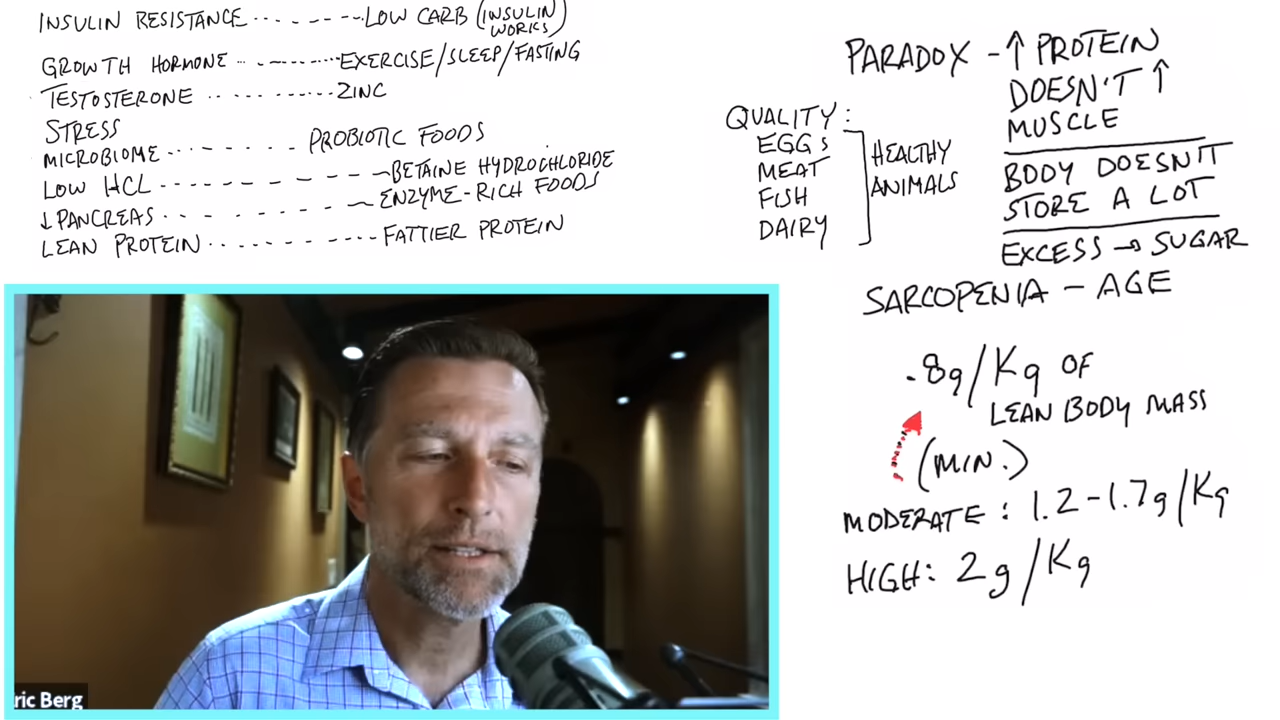 INSULIN RESISTANCE ... - - - - LOW CARB (INSULIN WORKS)
GROWTH HORMONE ... - ....... EXERCISE/SLEEP/FASTING
TESTOSTERONE .. ......... ZINC
STRESS
MICROBIOME - .. - - - - - PROBIOTIC FOODS
LOW HCL - - - - - - - - - - BETAINE HYDROCHLORIDE
↓ PANCREAS . - - - - - - - ENZYME-RICH FOODS
LEAN PROTEIN ...... - - - - - FATTIER PROTEIN
PARADOX - ↑ PROTEIN
DOESN'T ↑
MUSCLE
BODY DOESN'T
STORE A LOT
EXCESS → SUGAR
QUALITY:
EGGS
MEAT
FISH
DAIRY
HEALTHY
ANIMALS
SARCOPENIA - AGE
.8g/Kg OF
LEAN BODY MASS
(MIN.)
MODERATE: 1.2-1.7g/Kg
HIGH: 2g/Kg
ric Berg